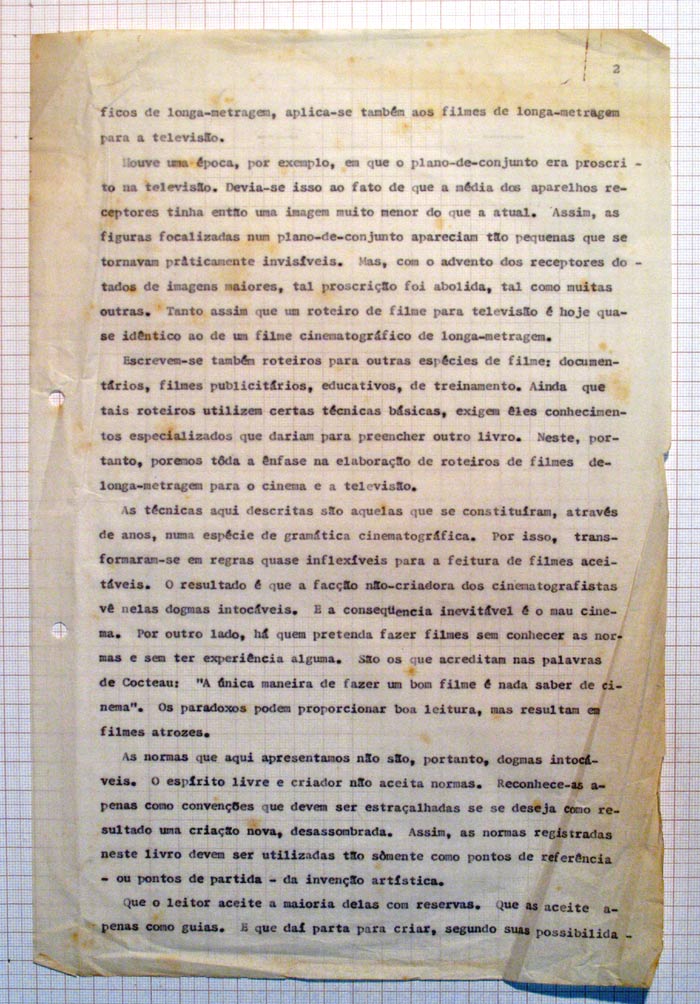 2
ficos de longa-metragem, aplica-se também aos filmes de longa-metragem
para a televisão.
Houve uma época, por exemplo, em que o plano-de-conjunto era proscri -
to na televisão. Devia-se isso ao fato de que a média dos aparelhos re-
ceptores tinha então uma imagem muito menor do que a atual. Assim, as
figuras focalizadas num plano-de-conjunto apareciam tão pequenas que se
tornavam pràticamente invisíveis. Mas, com o advento dos receptores do -
tados de imagens maiores, tal proscrição foi abolida, tal como muitas
outras. Tanto assim que um roteiro de filme para televisão é hoje qua-
se idêntico ao de um filme cinematográfico de longa-metragem.
Escrevem-se também roteiros para outras espécies de filme: documen-
tários, filmes publicitários, educativos, de treinamento. Ainda que
tais roteiros utilizem certas técnicas básicas, exigem êles conhecimen-
tos especializados que dariam para preencher outro livro. Neste, por-
tanto, poremos tôda a ênfase na elaboração de roteiros de filmes de-
longa-metragem para o cinema e a televisão.
As técnicas aqui descritas são aquelas que se constituíram, através
de anos, numa espécie de gramática cinematográfica. Por isso, trans-
formaram-se em regras quase inflexíveis para a feitura de filmes acei-
táveis. O resultado é que a facção não-criadora dos cinematografistas
vê nelas dogmas intocáveis. E a conseqüencia inevitável é o mau cine-
ma. Por outro lado, há quem pretenda fazer filmes sem conhecer as nor-
mas e sem ter experiência alguma. São os que acreditam nas palavras
de Cocteau: "A única maneira de fazer um bom filme é nada saber de ci-
nema". Os paradoxos podem proporcionar boa leitura, mas resultam em
filmes atrozes.
As normas que aqui apresentamos não são, portanto, dogmas intocá-
veis. O espírito livre e criador não aceita normas. Reconhece-as a-
penas como convenções que devem ser estraçalhadas se se deseja como re-
sultado uma criação nova, desassombrada. Assim, as normas registradas
neste livro devem ser utilizadas tão sòmente como pontos de referência
- ou pontos de partida - da invenção artística.
Que o leitor aceite a maioria delas com reservas. Que as aceite a-
penas como guias. E que daí parta para criar, segundo suas possibilida -